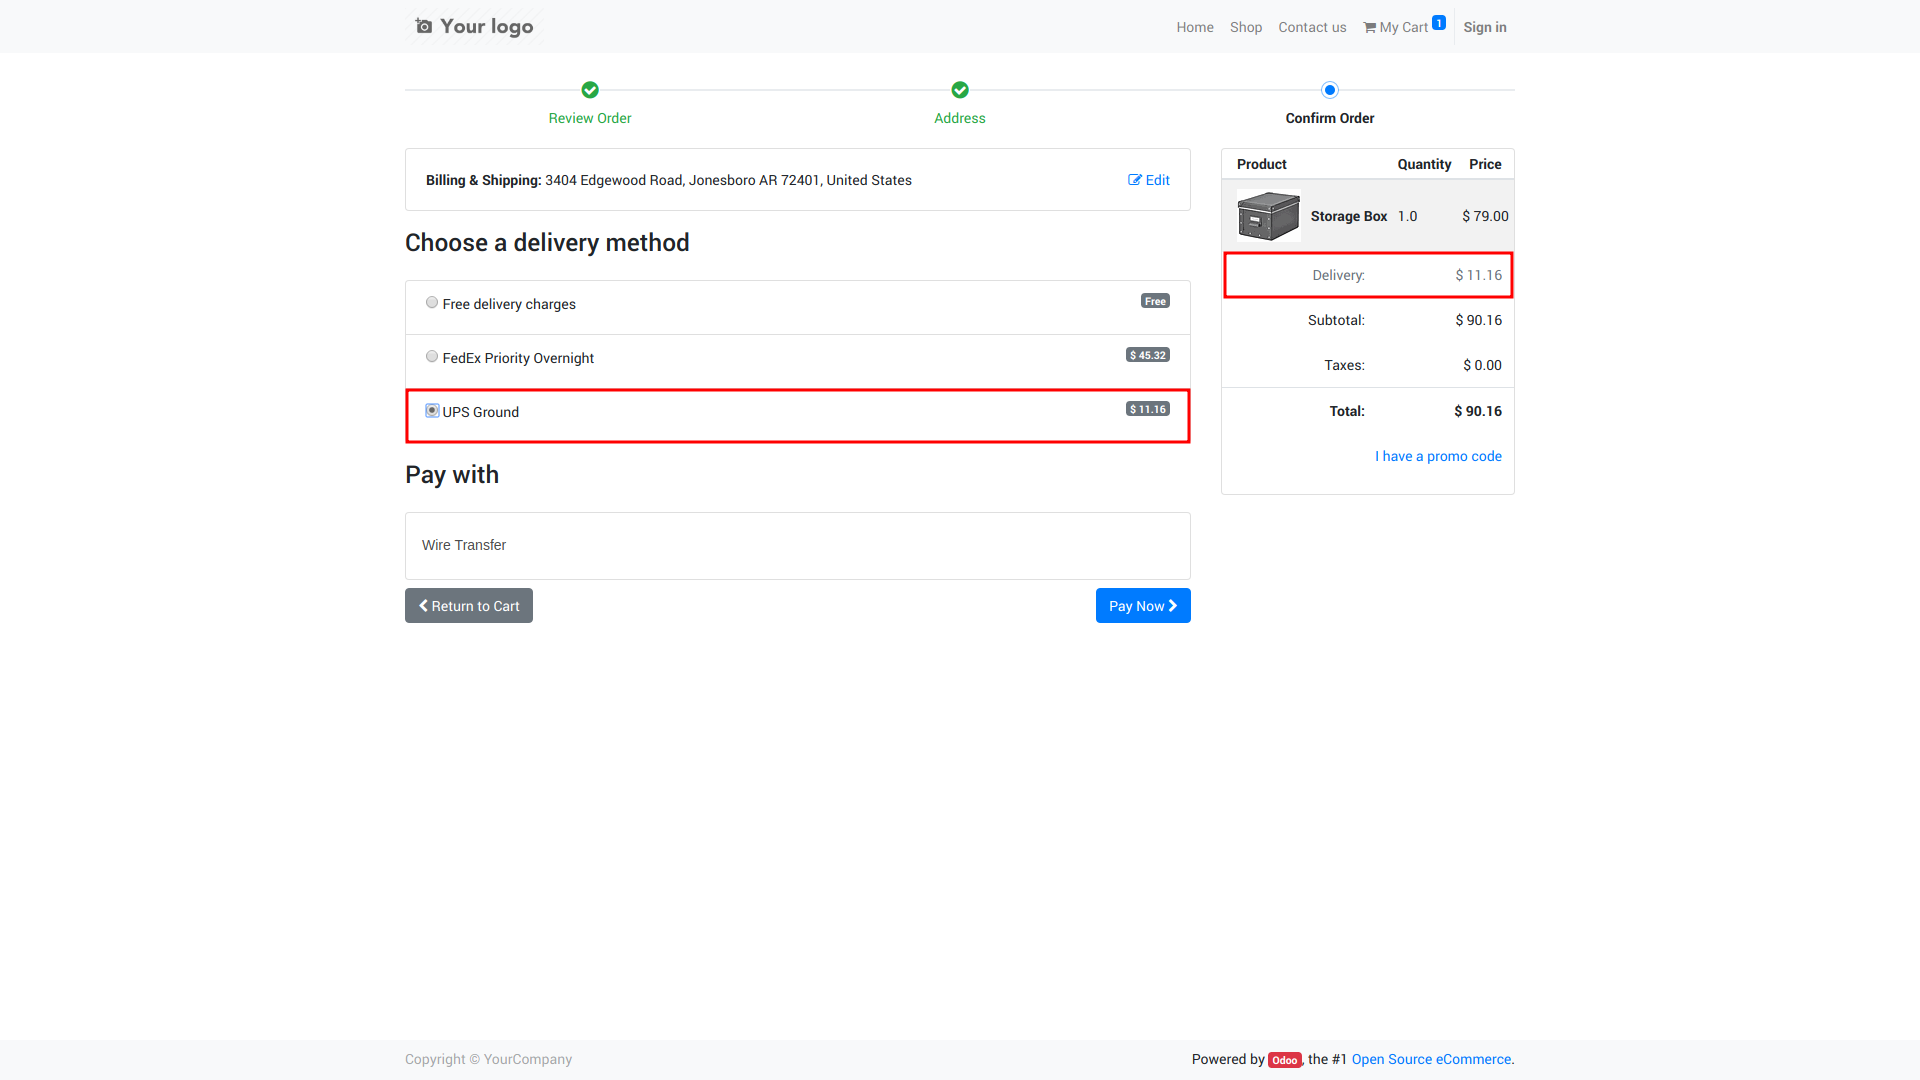 Your logo
Home Shop Contact us My Cart 1 Sign in
Review Order Address Confirm Order
Billing & Shipping: 3404 Edgewood Road, Jonesboro AR 72401, United States Edit
Choose a delivery method
Free delivery charges Free
FedEx Priority Overnight $ 45.32
UPS Ground $ 11.16
Pay with
Wire Transfer
Return to Cart Pay Now
Product Quantity Price
Storage Box 1.0 $ 79.00
Delivery: $ 11.16
Subtotal: $ 90.16
Taxes: $ 0.00
Total: $ 90.16
I have a promo code
Copyright © YourCompany
Powered by Odoo, the #1 Open Source eCommerce.